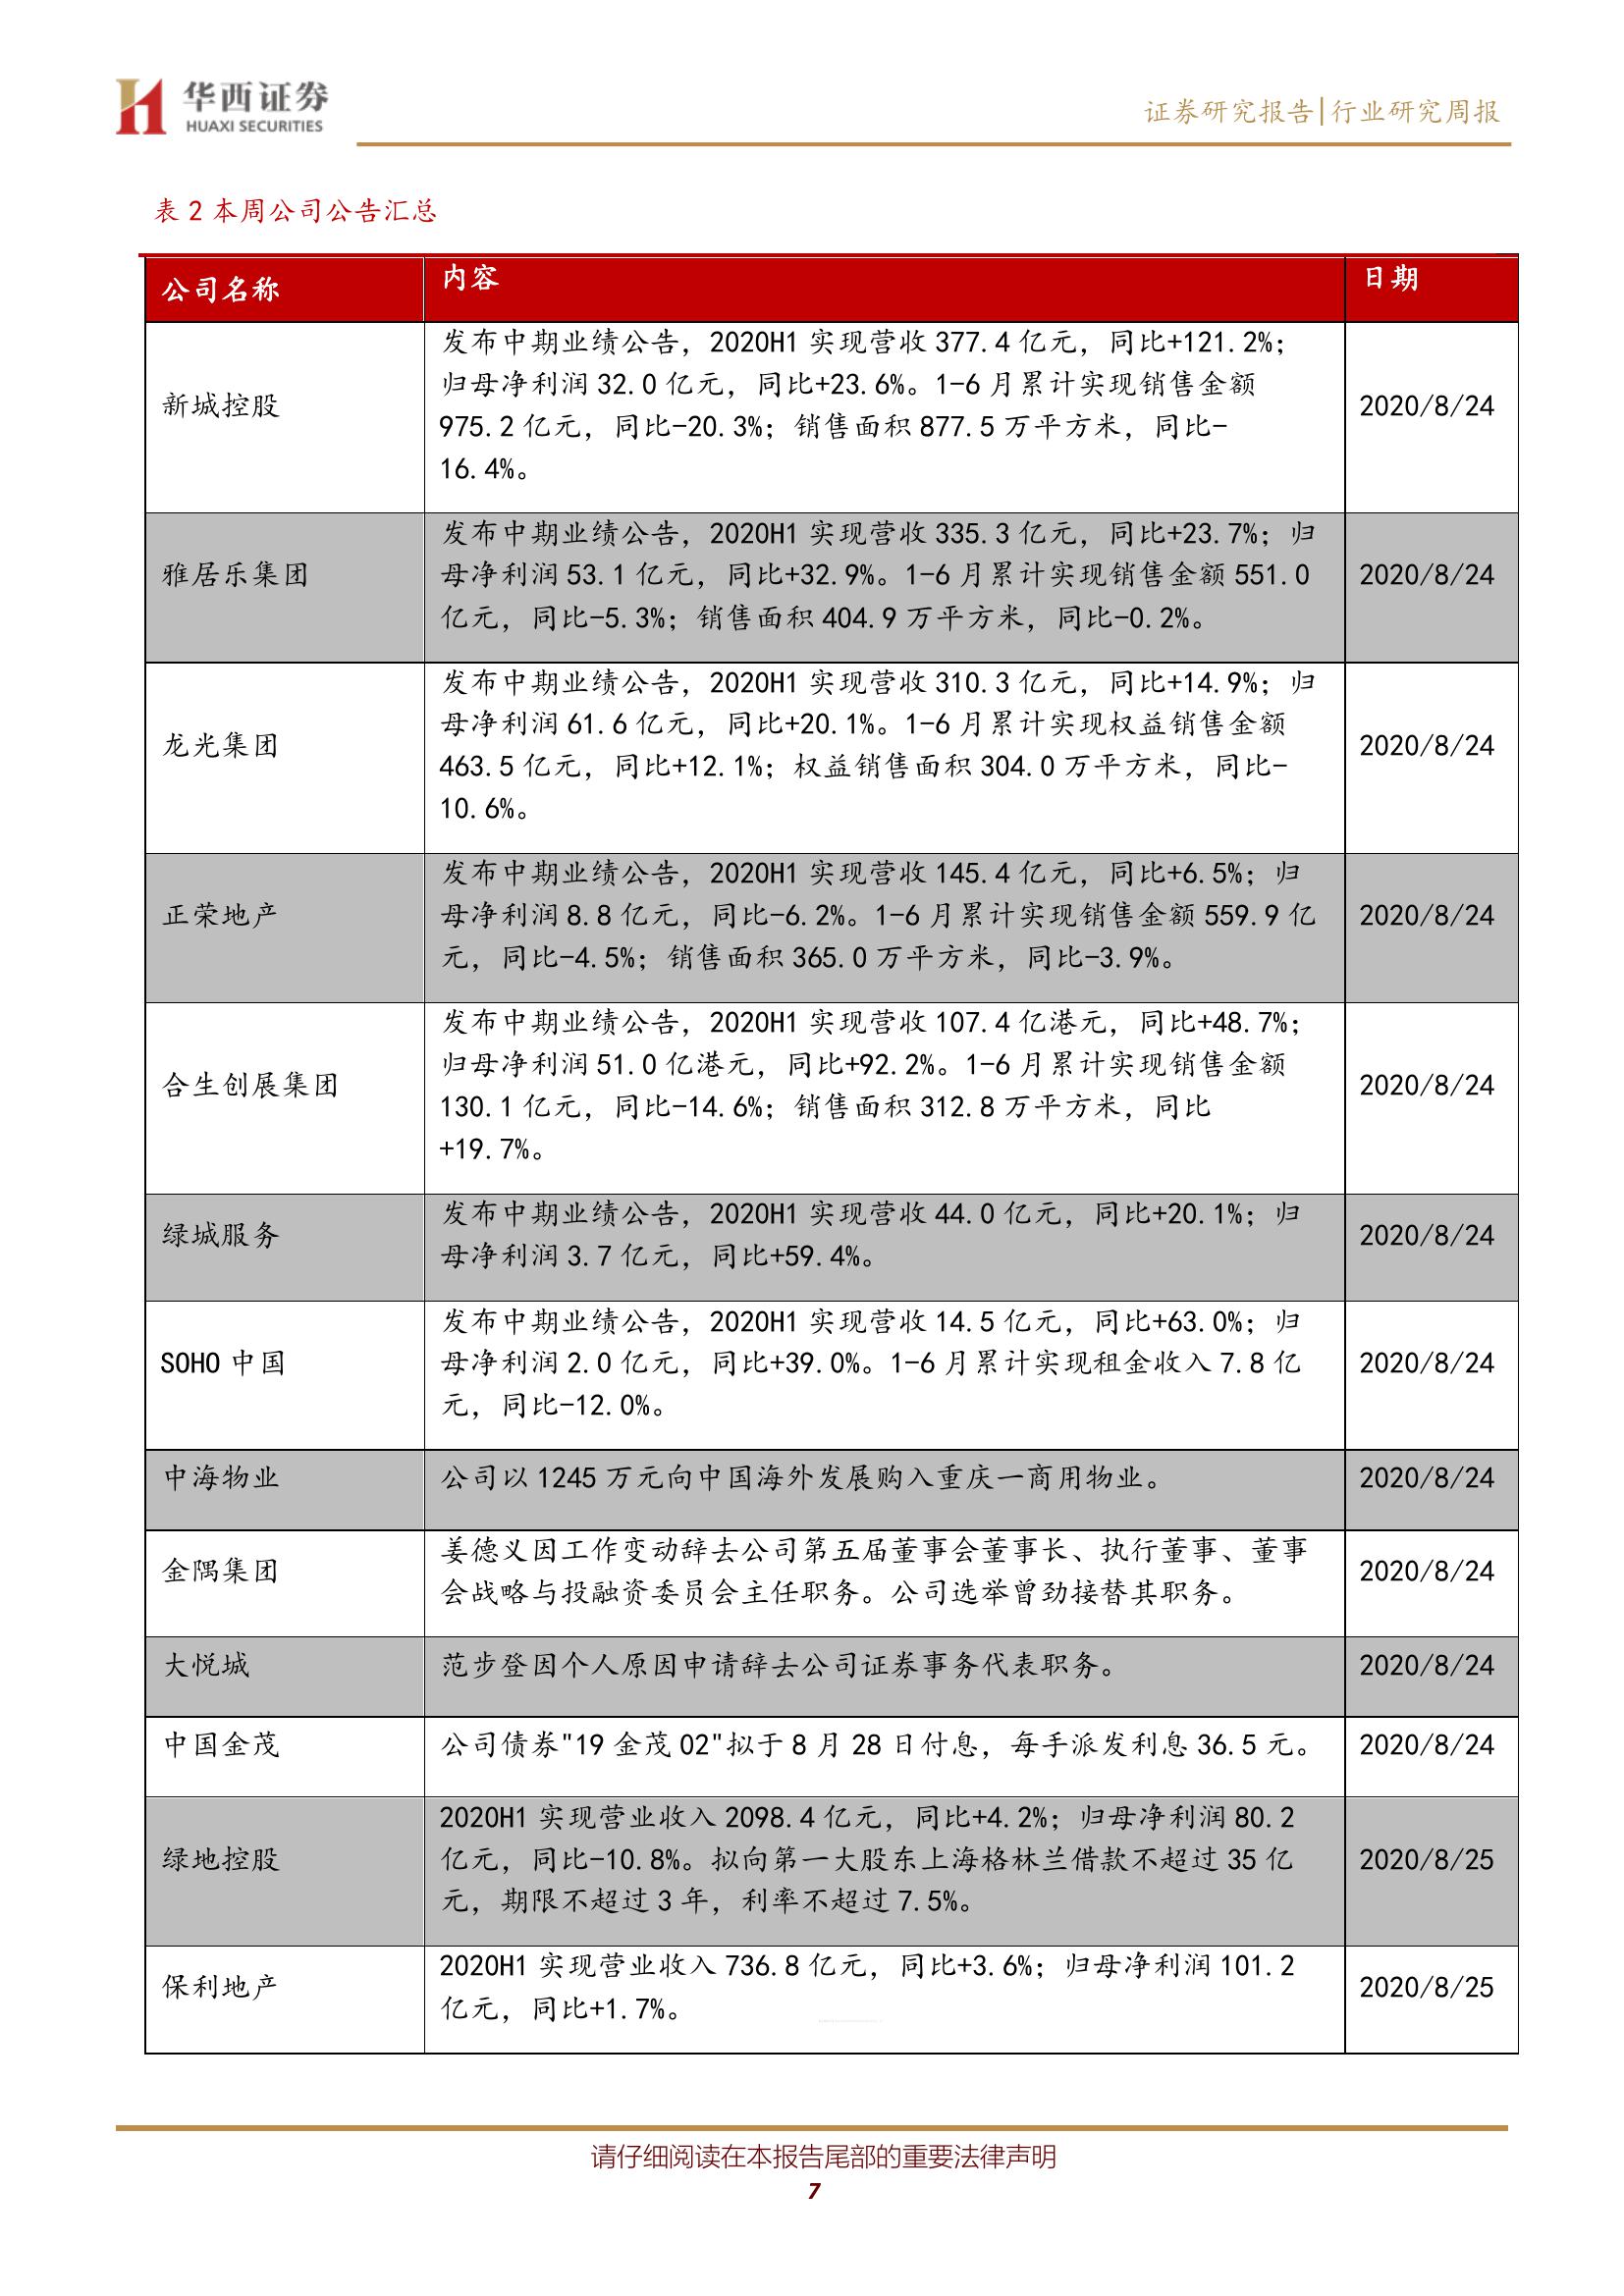 华西证券
HUAXI SECURITIES
证券研究报告|行业研究周报
表 2 本周公司公告汇总
公司名称
内容
日期
新城控股
发布中期业绩公告，2020H1 实现营收 377.4 亿元，同比+121.2%；
归母净利润 32.0 亿元，同比+23.6%。1-6 月累计实现销售金额
975.2 亿元，同比-20.3%；销售面积 877.5 万平方米，同比-
16.4%。
2020/8/24
雅居乐集团
发布中期业绩公告，2020H1 实现营收 335.3 亿元，同比+23.7%；归
母净利润 53.1 亿元，同比+32.9%。1-6 月累计实现销售金额 551.0
亿元，同比-5.3%；销售面积 404.9 万平方米，同比-0.2%。
2020/8/24
龙光集团
发布中期业绩公告，2020H1 实现营收 310.3 亿元，同比+14.9%；归
母净利润 61.6 亿元，同比+20.1%。1-6 月累计实现权益销售金额
463.5 亿元，同比+12.1%；权益销售面积 304.0 万平方米，同比-
10.6%。
2020/8/24
正荣地产
发布中期业绩公告，2020H1 实现营收 145.4 亿元，同比+6.5%；归
母净利润 8.8 亿元，同比-6.2%。1-6 月累计实现销售金额 559.9 亿
元，同比-4.5%；销售面积 365.0 万平方米，同比-3.9%。
2020/8/24
合生创展集团
发布中期业绩公告，2020H1 实现营收 107.4 亿港元，同比+48.7%；
归母净利润 51.0 亿港元，同比+92.2%。1-6 月累计实现销售金额
130.1 亿元，同比-14.6%；销售面积 312.8 万平方米，同比
+19.7%。
2020/8/24
绿城服务
发布中期业绩公告，2020H1 实现营收 44.0 亿元，同比+20.1%；归
母净利润 3.7 亿元，同比+59.4%。
2020/8/24
SOHO 中国
发布中期业绩公告，2020H1 实现营收 14.5 亿元，同比+63.0%；归
母净利润 2.0 亿元，同比+39.0%。1-6 月累计实现租金收入 7.8 亿
元，同比-12.0%。
2020/8/24
中海物业
公司以 1245 万元向中国海外发展购入重庆一商用物业。
2020/8/24
金隅集团
姜德义因工作变动辞去公司第五届董事会董事长、执行董事、董事
会战略与投融资委员会主任职务。公司选举曾劲接替其职务。
2020/8/24
大悦城
范步登因个人原因申请辞去公司证券事务代表职务。
2020/8/24
中国金茂
公司债券"19 金茂 02"拟于 8 月 28 日付息，每手派发利息 36.5 元。
2020/8/24
绿地控股
2020H1 实现营业收入 2098.4 亿元，同比+4.2%；归母净利润 80.2
亿元，同比-10.8%。拟向第一大股东上海格林兰借款不超过 35 亿
元，期限不超过 3 年，利率不超过 7.5%。
2020/8/25
保利地产
2020H1 实现营业收入 736.8 亿元，同比+3.6%；归母净利润 101.2
亿元，同比+1.7%。
2020/8/25
请仔细阅读在本报告尾部的重要法律声明
7